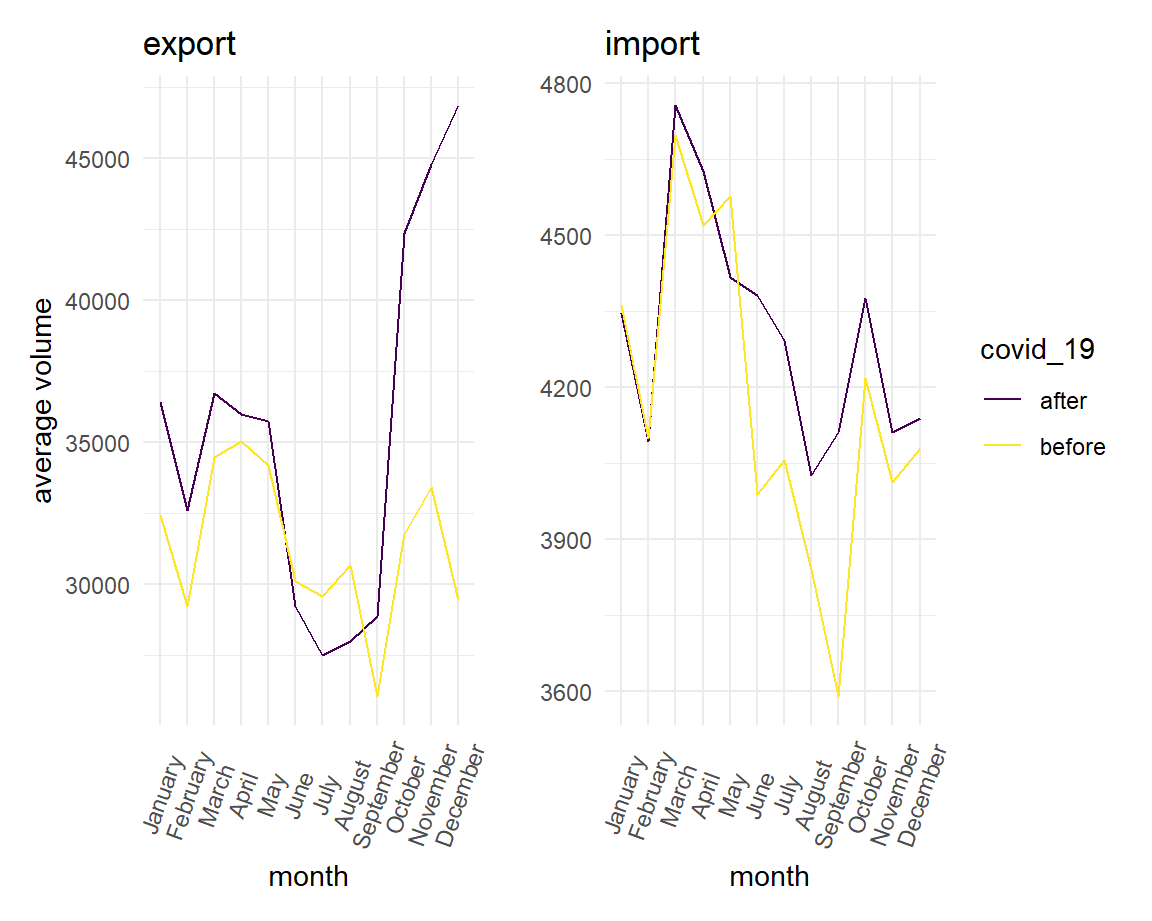 export
import
average volume
45000
40000
35000
30000
4800
4500
4200
3900
3600
January
February
March
April
May
June
July
August
September
October
November
December
month
January
February
March
April
May
June
July
August
September
October
November
December
month
covid_19
after
before